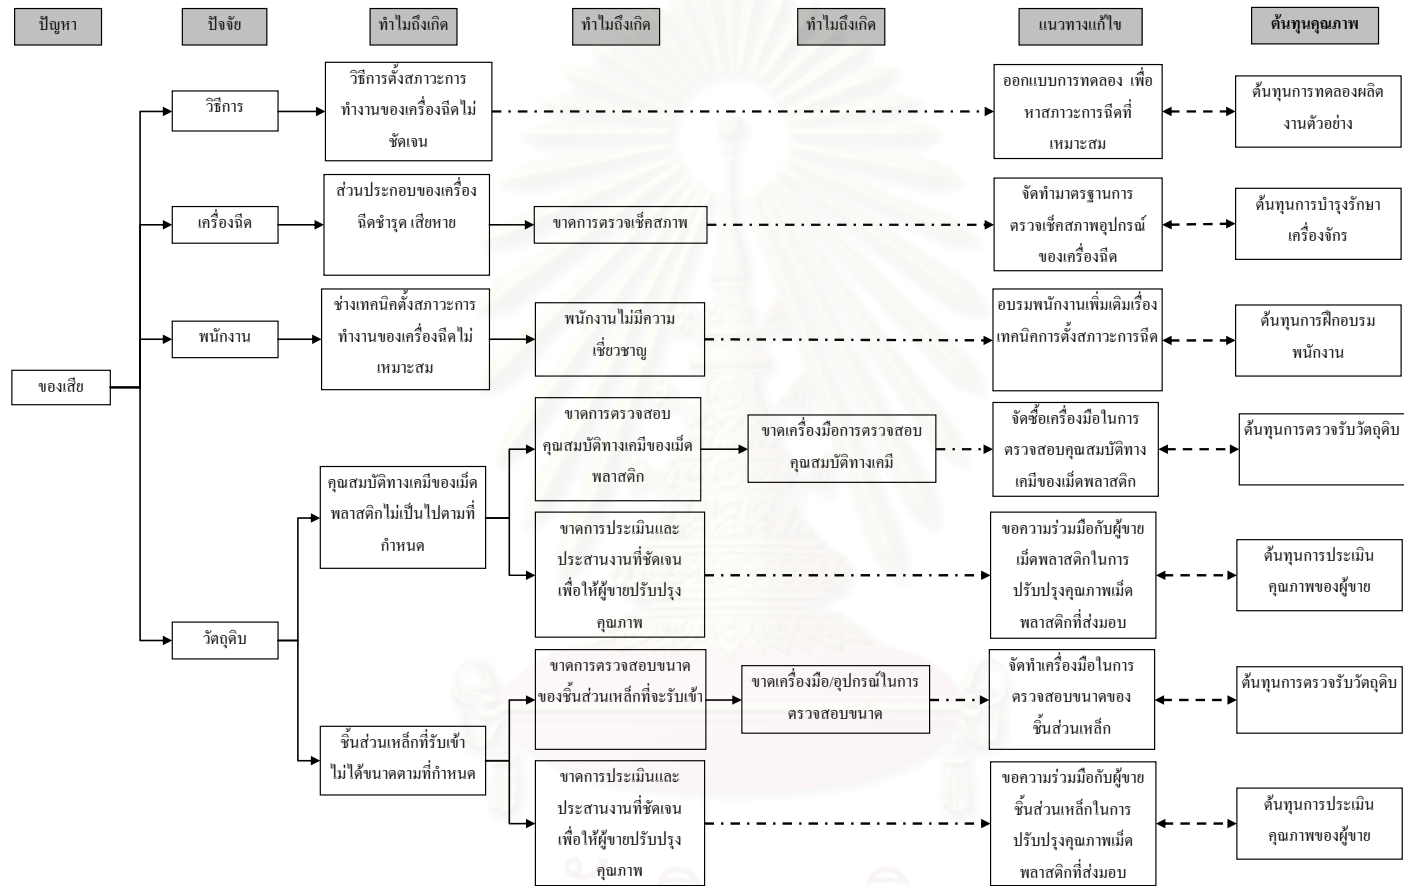 ปัญหา
ปัจจัย
ทำไมถึงเกิด
ทำไมถึงเกิด
ทำไมถึงเกิด
แนวทางแก้ไข
ต้นทุนคุณภาพ
ของเสีย
วิธีการ
วิธีการตั้งสภาวะการ
ทำงานของเครื่องฉีดไม่
ชัดเจน
ออกแบบการทดลอง เพื่อ
หาสภาวะการฉีดที่
เหมาะสม
ต้นทุนการทดลองผลิต
งานตัวอย่าง
เครื่องฉีด
ส่วนประกอบของเครื่อง
ฉีดชำรุด เสียหาย
ขาดการตรวจเช็คสภาพ
จัดทำมาตรฐานการ
ตรวจเช็คสภาพอุปกรณ์
ของเครื่องฉีด
ต้นทุนการบำรุงรักษา
เครื่องจักร
พนักงาน
ช่างเทคนิคตั้งสภาวะการ
ทำงานของเครื่องฉีดไม่
เหมาะสม
พนักงานไม่มีความ
เชี่ยวชาญ
อบรมพนักงานเพิ่มเติมเรื่อง
เทคนิคการตั้งสภาวะการฉีด
ต้นทุนการฝึกอบรม
พนักงาน
วัตถุดิบ
คุณสมบัติทางเคมีของเม็ด
พลาสติกไม่เป็นไปตามที่
กำหนด
ขาดการตรวจสอบ
คุณสมบัติทางเคมีของเม็ด
พลาสติก
ขาดเครื่องมือการตรวจสอบ
คุณสมบัติทางเคมี
จัดซื้อเครื่องมือในการ
ตรวจสอบคุณสมบัติทาง
เคมีของเม็ดพลาสติก
ต้นทุนการตรวจรับวัตถุดิบ
ขาดการประเมินและ
ประสานงานที่ชัดเจน
เพื่อให้ผู้ขายปรับปรุง
คุณภาพ
ขอความร่วมมือกับผู้ขาย
เม็ดพลาสติกในการ
ปรับปรุงคุณภาพเม็ด
พลาสติกที่ส่งมอบ
ต้นทุนการประเมิน
คุณภาพของผู้ขาย
ชิ้นส่วนเหล็กที่รับเข้า
ไม่ได้ขนาดตามที่กำหนด
ขาดการตรวจสอบขนาด
ของชิ้นส่วนเหล็กที่จะรับเข้า
ขาดเครื่องมือ/อุปกรณ์ในการ
ตรวจสอบขนาด
จัดทำเครื่องมือในการ
ตรวจสอบขนาดของ
ชิ้นส่วนเหล็ก
ต้นทุนการตรวจรับวัตถุดิบ
ขาดการประเมินและ
ประสานงานที่ชัดเจน
เพื่อให้ผู้ขายปรับปรุง
คุณภาพ
ขอความร่วมมือกับผู้ขาย
ชิ้นส่วนเหล็กในการ
ปรับปรุงคุณภาพเม็ด
พลาสติกที่ส่งมอบ
ต้นทุนการประเมิน
คุณภาพของผู้ขาย